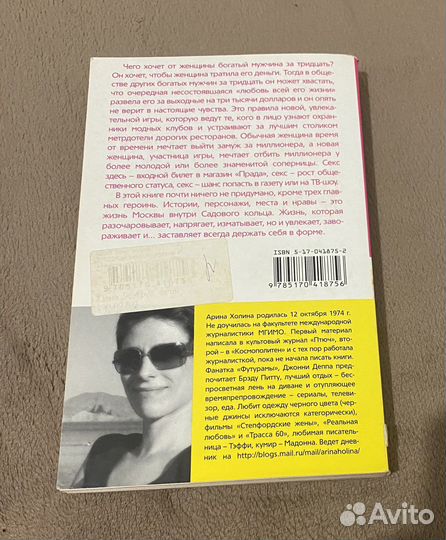 Чего хочет от женщины богатый мужчина за тридцать?
Он хочет, чтобы женщина тратила его деньги. Тогда в обще-
стве других богатых мужчин за тридцать он может хвастать,
что очередная несостоявшаяся «любовь всей его жизни»
развела его за выходные на три тысячи долларов и он опять
не верит в настоящие чувства. Это правила новой, увлека-
тельной игры, которую ведут те, кого в лицо узнают охран-
ники модных клубов и устраивают за лучшим столиком
метрдотели дорогих ресторанов. Обычная женщина время
от времени мечтает выйти замуж за миллионера, а новая
женщина, участница игры, мечтает отбить миллионера у
более молодой или более знаменитой соперницы. Секс
здесь – входной билет в магазин «Прада», секс – рост обще-
ственного статуса, секс – шанс попасть в газету или на ТВ-шоу.
В этой книге почти ничего не придумано, кроме трех глав-
ных героинь. Истории, персонажи, места и нравы – это
жизнь Москвы внутри Садового кольца. Жизнь, которая
разочаровывает, напрягает, изматывает, но и увлекает, заво-
раживает и... заставляет всегда держать себя в форме.
ISBN 5-17-041875-2
9 785170 418756
Арина Холина родилась 12 октября 1974 г.
Не доучилась на факультете международной
журналистики МГИМО. Первый материал
написала в культовый журнал «Птюч», вто-
рой – в «Космополитен» и с тех пор работала
журналисткой, пока не начала писать книги.
Фанатка «Футурамы», Джонни Деппа пред-
почитает Брэду Питту, лучший отдых – бес-
просветная лень на диване и отупляющее
времяпрепровождение – сериалы, телеви-
зор, еда. Любит одежду черного цвета (чер-
ные джинсы исключаются категорически),
фильмы «Степфордские жены», «Реальная
любовь» и «Трасса 60», любимая писатель-
ница – Тэффи, кумир – Мадонна. Ведет днев-
ник на http://blogs.mail.ru/mail/arinaholina/
Avito